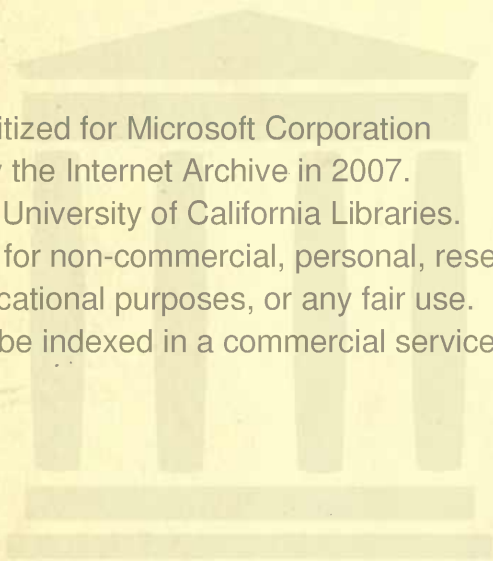 itized for Microsoft Corporation
the Internet Archive in 2007.
University of California Libraries.
for non-commercial, personal, rese
cational purposes, or any fair use.
be indexed in a commercial service